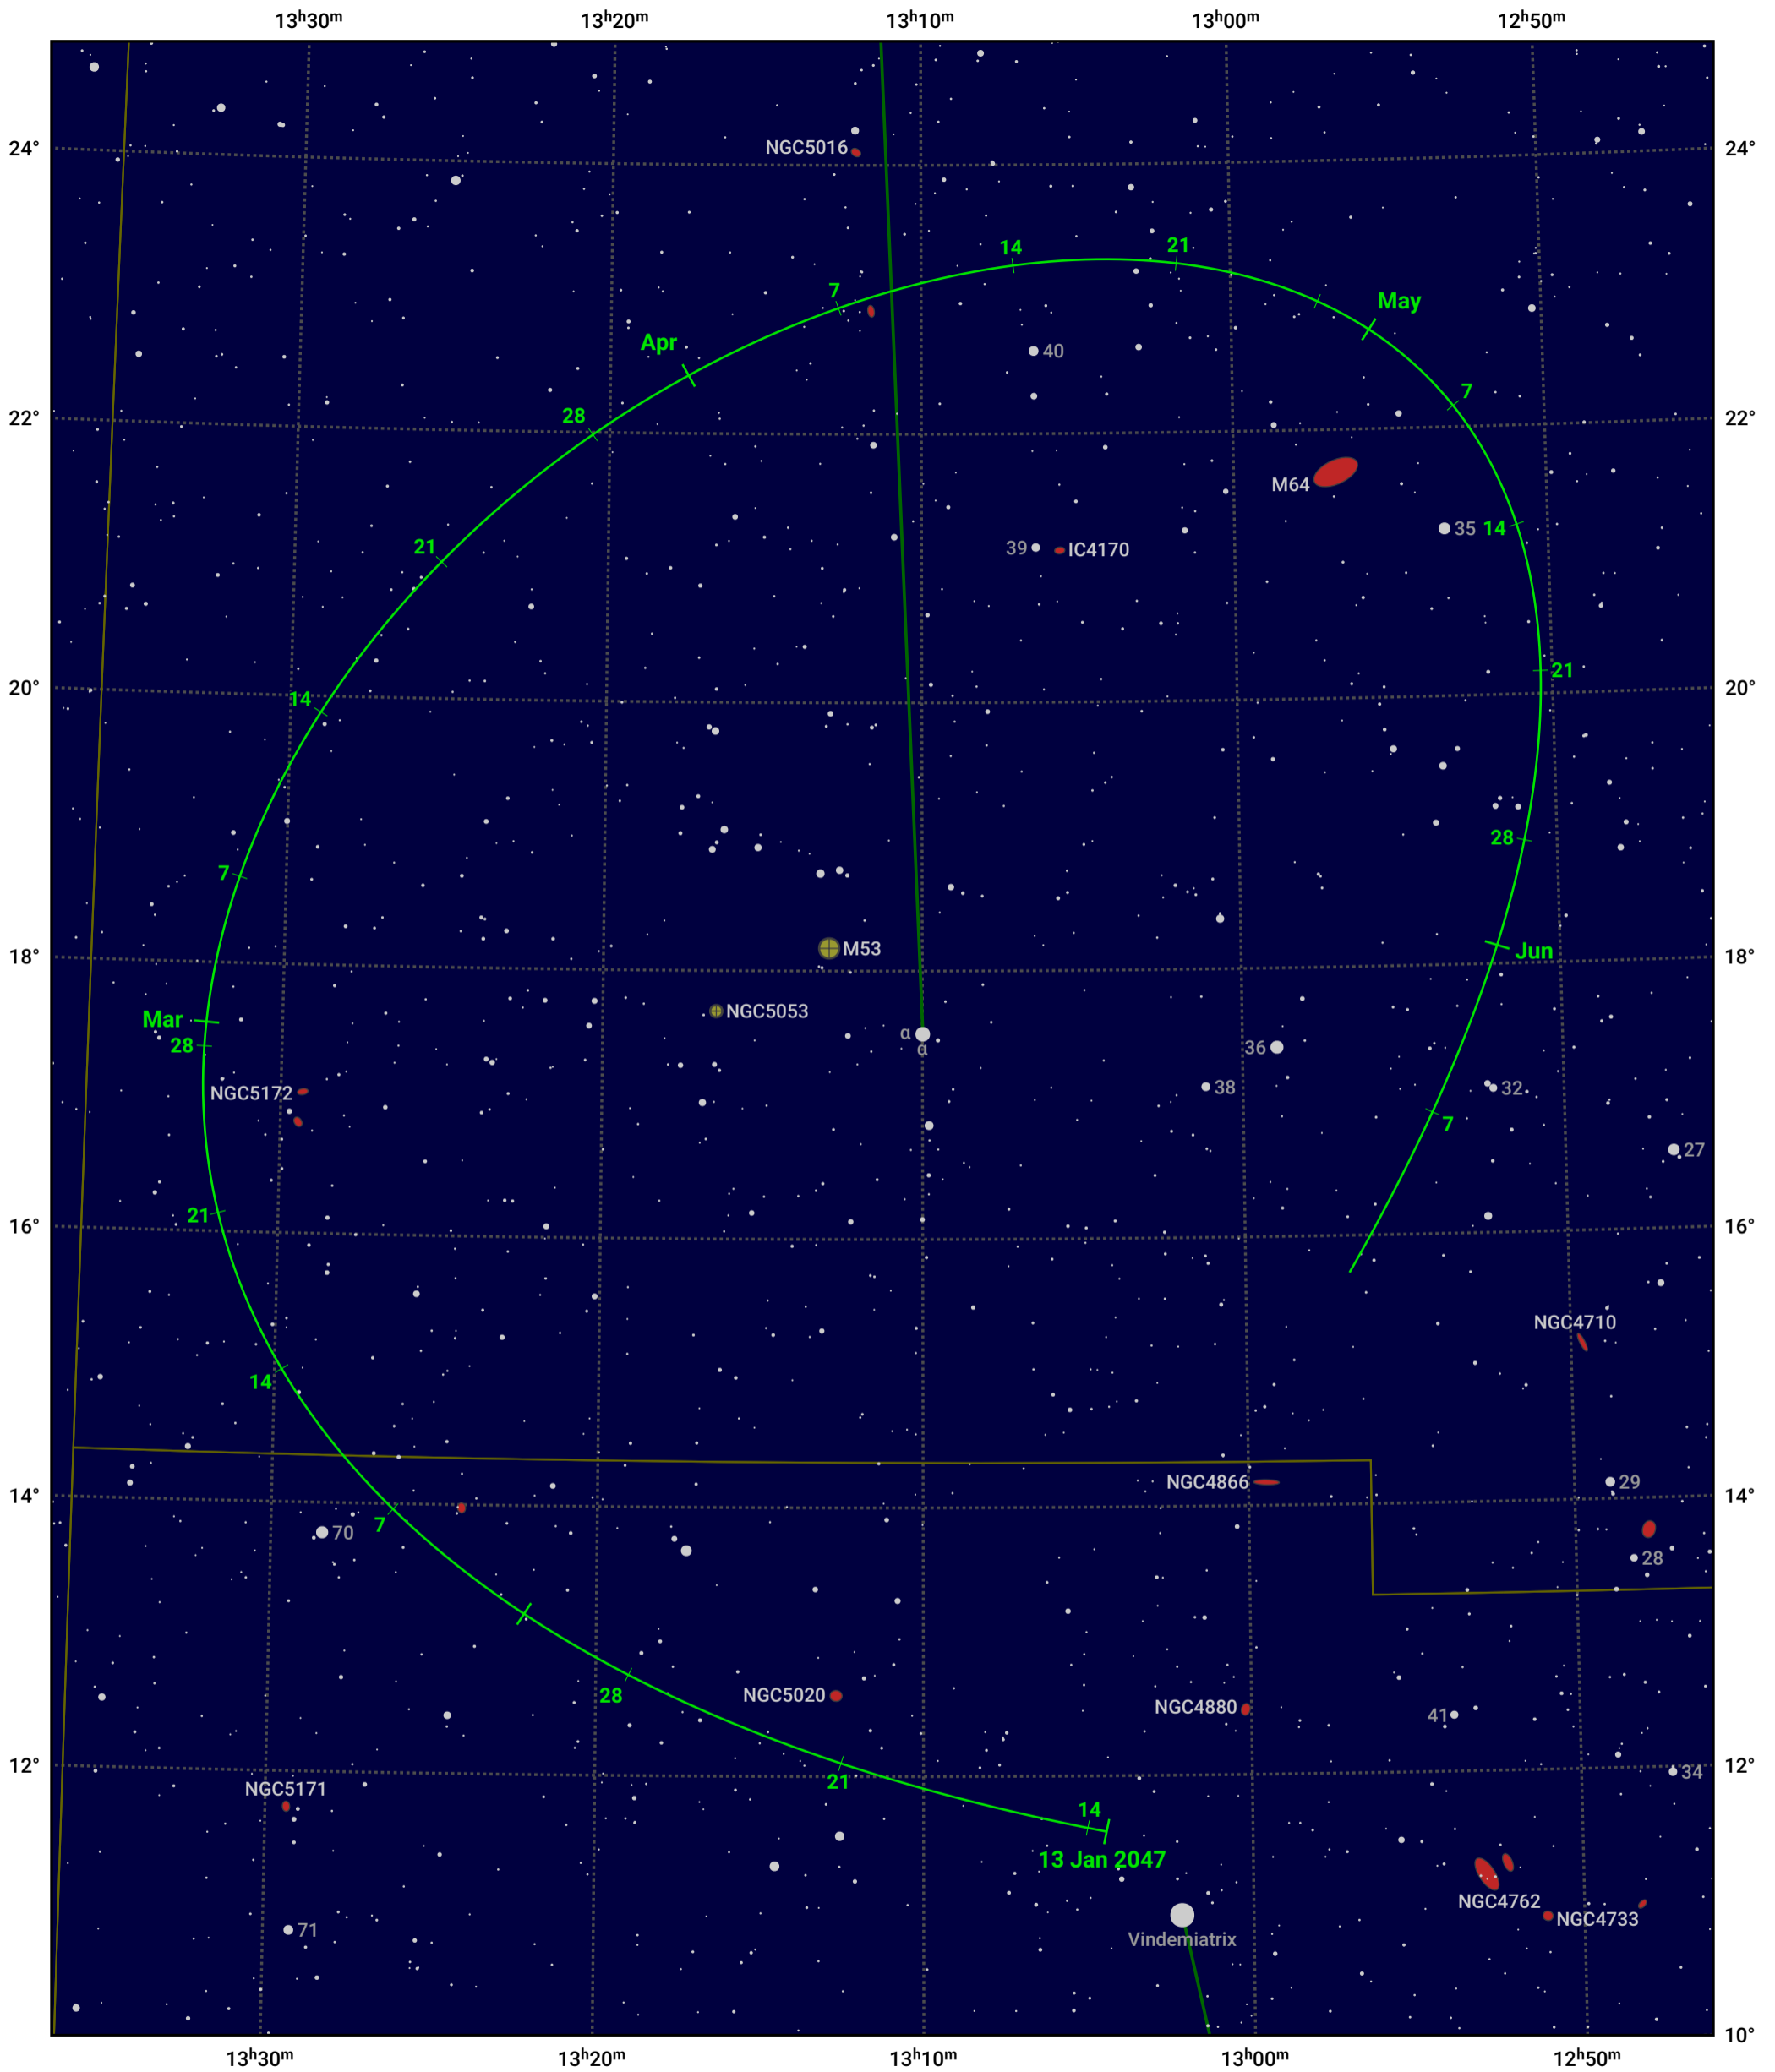 13h30m 13h20m 13h10m 13h00m 12h50m
24° NGC5016 24°
14 21
7 May
Apr 40
28 7
22° 22°
M64
21 39 IC4170 35 14
20° 14 21 20°
7 28
18° M53 Jun 18°
Mar NGC5053 α
28 α 36
NGC5172 38 32
7
27
21
16° 16°
NGC4710
14
NGC4866 29
14° 14°
7 70 28
28 NGC5020 NGC4880 41
12° 12°
21 34
NGC5171 14
13 Jan 2047
NGC4762
71 Vindemiatrix NGC4733
10°
13h30m 13h20m 13h10m 13h00m 12h50m